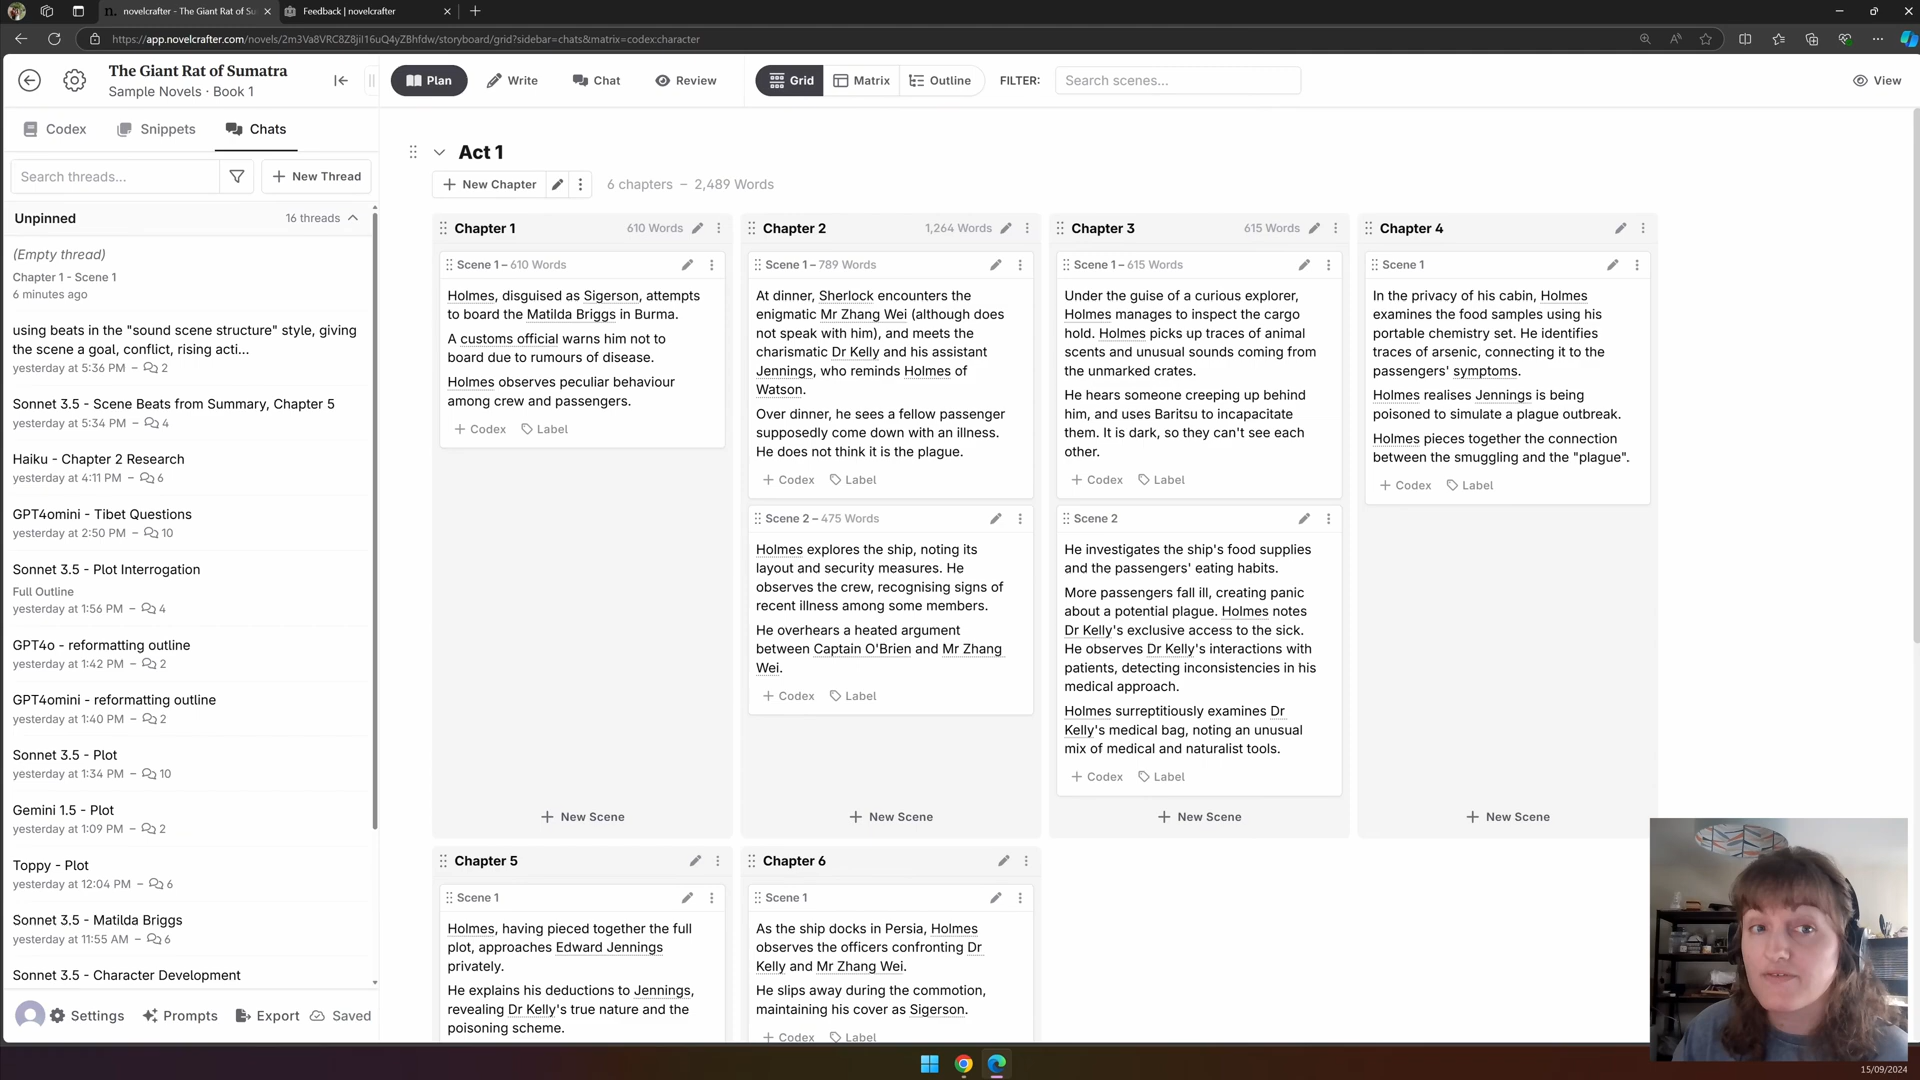 novelcrafter - The Giant Rat of Su
Feedback | novelcrafter
https://app.novelcrafter.com/novels/2m3Va8VRC8Z8jiI16uQ4yZBhfdw/storyboard/grid?sidebar=chats&matrix=codex:character
The Giant Rat of Sumatra
Sample Novels · Book 1
Plan
Write
Chat
Review
Grid
Matrix
Outline
FILTER:
Search scenes...
View
Codex
Snippets
Chats
Search threads...
+ New Thread
Unpinned
16 threads
(Empty thread)
Chapter 1 - Scene 1
6 minutes ago
using beats in the "sound scene structure" style, giving
the scene a goal, conflict, rising acti...
yesterday at 5:36 PM – 2
Sonnet 3.5 - Scene Beats from Summary, Chapter 5
yesterday at 5:34 PM – 4
Haiku - Chapter 2 Research
yesterday at 4:11 PM – 6
GPT4omini - Tibet Questions
yesterday at 2:50 PM – 10
Sonnet 3.5 - Plot Interrogation
Full Outline
yesterday at 1:56 PM – 4
GPT4o - reformatting outline
yesterday at 1:42 PM – 2
GPT4omini - reformatting outline
yesterday at 1:40 PM – 2
Sonnet 3.5 - Plot
yesterday at 1:34 PM – 10
Gemini 1.5 - Plot
yesterday at 1:09 PM – 2
Toppy - Plot
yesterday at 12:04 PM – 6
Sonnet 3.5 - Matilda Briggs
yesterday at 11:55 AM – 6
Sonnet 3.5 - Character Development
Settings
Prompts
Export
Saved
Act 1
+ New Chapter
6 chapters – 2,489 Words
Chapter 1
610 Words
Scene 1 – 610 Words
Holmes, disguised as Sigerson, attempts
to board the Matilda Briggs in Burma.
A customs official warns him not to
board due to rumours of disease.
Holmes observes peculiar behaviour
among crew and passengers.
+ Codex
Label
+ New Scene
Chapter 2
1,264 Words
Scene 1 – 789 Words
At dinner, Sherlock encounters the
enigmatic Mr Zhang Wei (although does
not speak with him), and meets the
charismatic Dr Kelly and his assistant
Jennings, who reminds Holmes of
Watson.
Over dinner, he sees a fellow passenger
supposedly come down with an illness.
He does not think it is the plague.
+ Codex
Label
Scene 2 – 475 Words
Holmes explores the ship, noting its
layout and security measures. He
observes the crew, recognising signs of
recent illness among some members.
He overhears a heated argument
between Captain O'Brien and Mr Zhang
Wei.
+ Codex
Label
+ New Scene
Chapter 3
615 Words
Scene 1 – 615 Words
Under the guise of a curious explorer,
Holmes manages to inspect the cargo
hold. Holmes picks up traces of animal
scents and unusual sounds coming from
the unmarked crates.
He hears someone creeping up behind
him, and uses Baritsu to incapacitate
them. It is dark, so they can't see each
other.
+ Codex
Label
Scene 2
He investigates the ship's food supplies
and the passengers' eating habits.
More passengers fall ill, creating panic
about a potential plague. Holmes notes
Dr Kelly's exclusive access to the sick.
He observes Dr Kelly's interactions with
patients, detecting inconsistencies in his
medical approach.
Holmes surreptitiously examines Dr
Kelly's medical bag, noting an unusual
mix of medical and naturalist tools.
+ Codex
Label
+ New Scene
Chapter 4
Scene 1
In the privacy of his cabin, Holmes
examines the food samples using his
portable chemistry set. He identifies
traces of arsenic, connecting it to the
passengers' symptoms.
Holmes realises Jennings is being
poisoned to simulate a plague outbreak.
Holmes pieces together the connection
between the smuggling and the "plague".
+ Codex
Label
+ New Scene
Chapter 5
Scene 1
Holmes, having pieced together the full
plot, approaches Edward Jennings
privately.
He explains his deductions to Jennings,
revealing Dr Kelly's true nature and the
poisoning scheme.
Chapter 6
Scene 1
As the ship docks in Persia, Holmes
observes the officers confronting Dr
Kelly and Mr Zhang Wei.
He slips away during the commotion,
maintaining his cover as Sigerson.
+ Codex
Label
15/09/2024